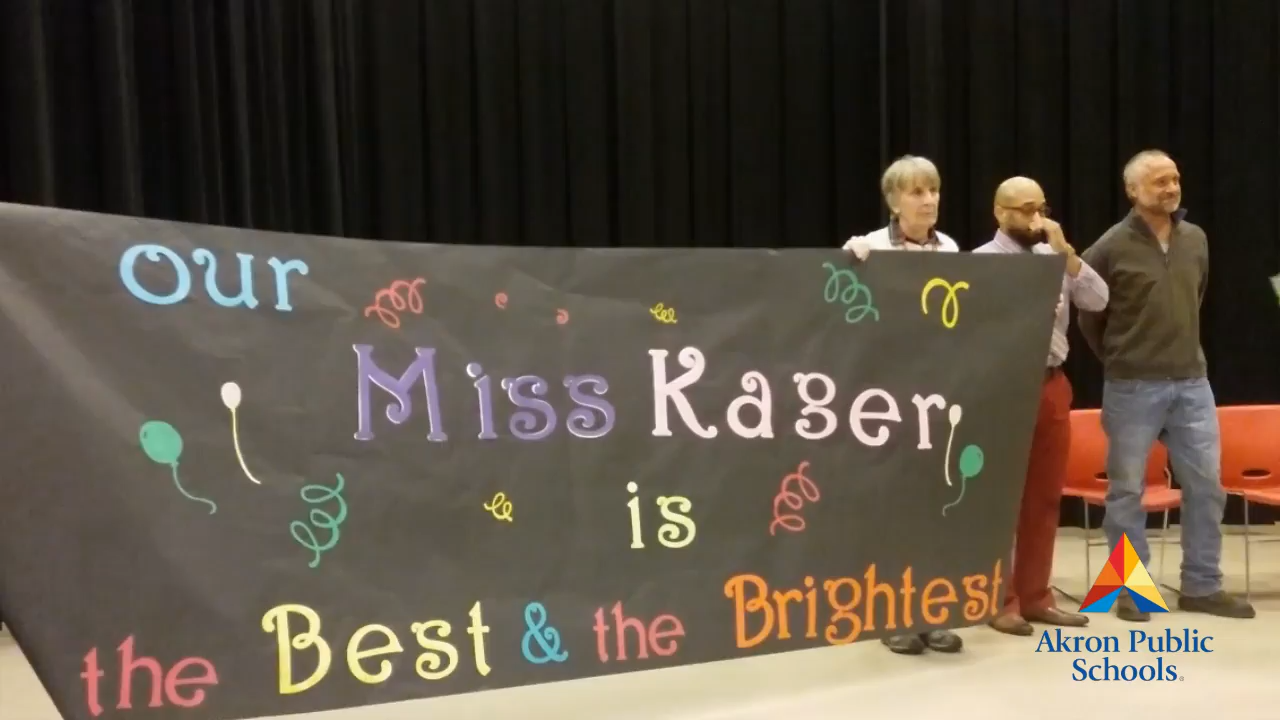 our
Miss Kager
is
the Best & the Brightest
Akron Public
Schools